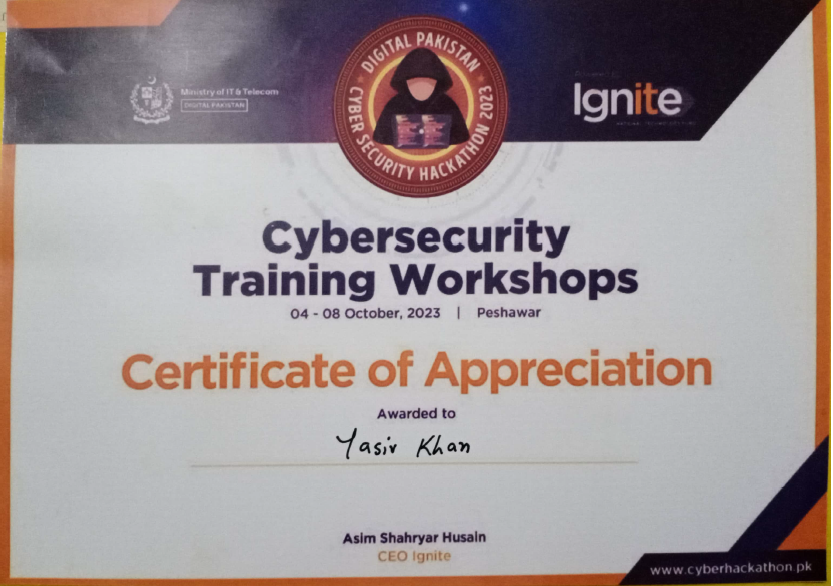 Ministry of IT & Telecom
DIGITAL PAKISTAN
DIGITAL PAKISTAN
CYBER SECURITY HACKATHON 2023
Powered by
Ignite
Cybersecurity
Training Workshops
04 - 08 October, 2023 | Peshawar
Certificate of Appreciation
Awarded to
Yasir Khan
Asim Shahryar Husain
CEO Ignite
www.cyberhackathon.pk